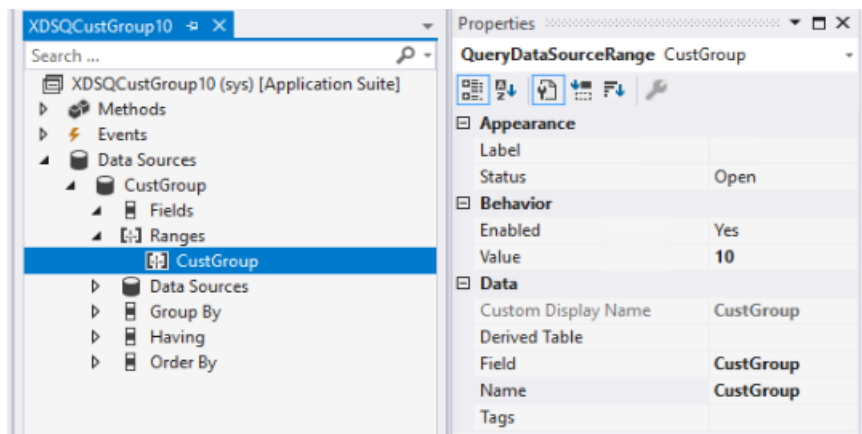 XDSQCustGroup10
Search ...
XDSQCustGroup10 (sys) [Application Suite]
Methods
Events
Data Sources
CustGroup
Fields
Ranges
CustGroup
Data Sources
Group By
Having
Order By
Properties
QueryDataSourceRange CustGroup
Appearance
Label
Status Open
Behavior
Enabled Yes
Value 10
Data
Custom Display Name CustGroup
Derived Table
Field CustGroup
Name CustGroup
Tags